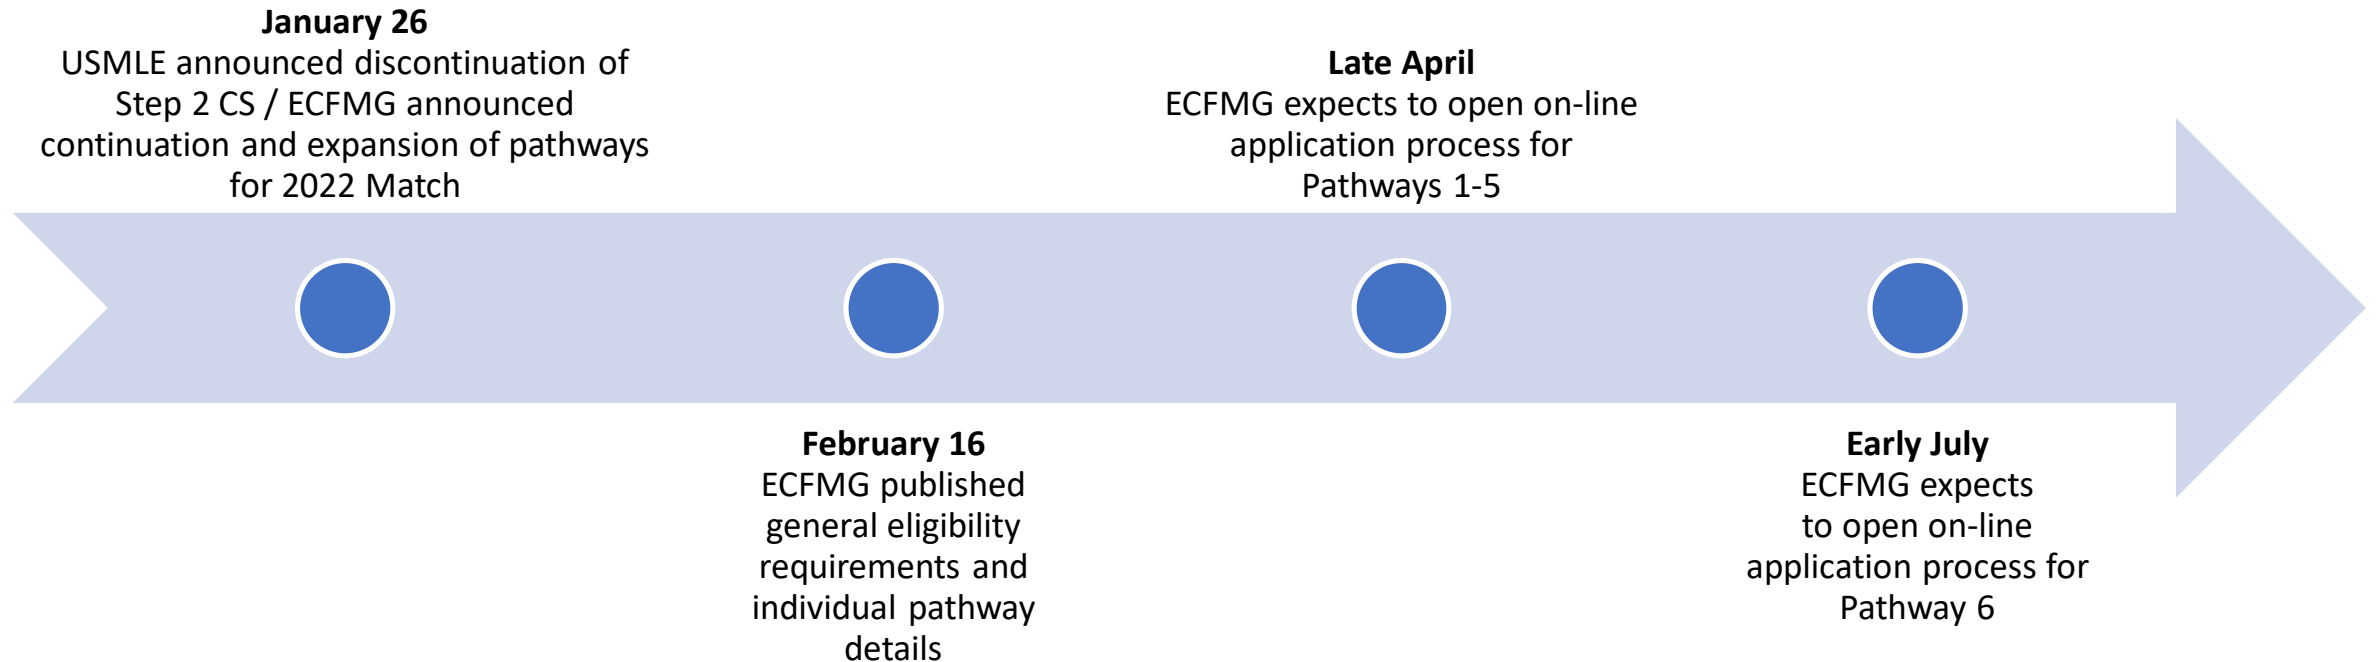 January 26
USMLE announced discontinuation of
Step 2 CS / ECFMG announced
continuation and expansion of pathways
for 2022 Match
February 16
ECFMG published
general eligibility
requirements and
individual pathway
details
Late April
ECFMG expects to open on-line
application process for
Pathways 1-5
Early July
ECFMG expects
to open on-line
application process for
Pathway 6